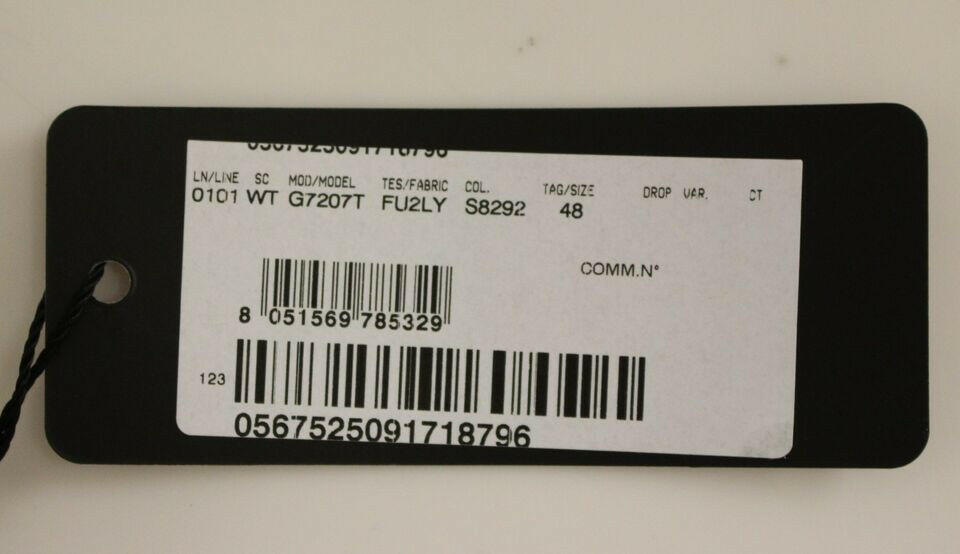 0567525091718796
LN/LINE SC MOD/MODEL TES/FABRIC COL. TAG/SIZE DROP VAR. CT
0101 WT G7207T FU2LY S8292 48
COMM.N°
8 051569 785329
123
0567525091718796